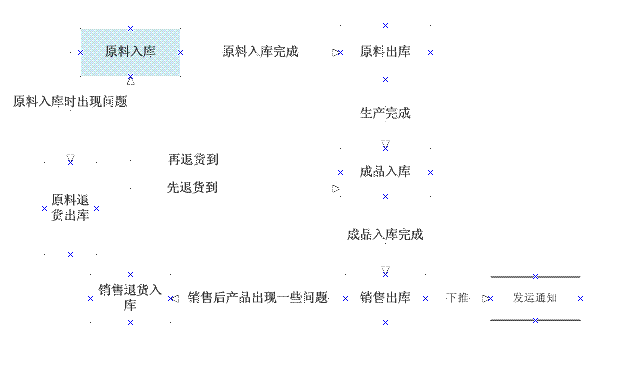 原料入库
原料入库完成
原料出库
原料入库时出现问题
生产完成
再退货到
成品入库
先退货到
原料退
货出库
成品入库完成
销售退货入
库
销售后产品出现一些问题
销售出库
下推
发运通知